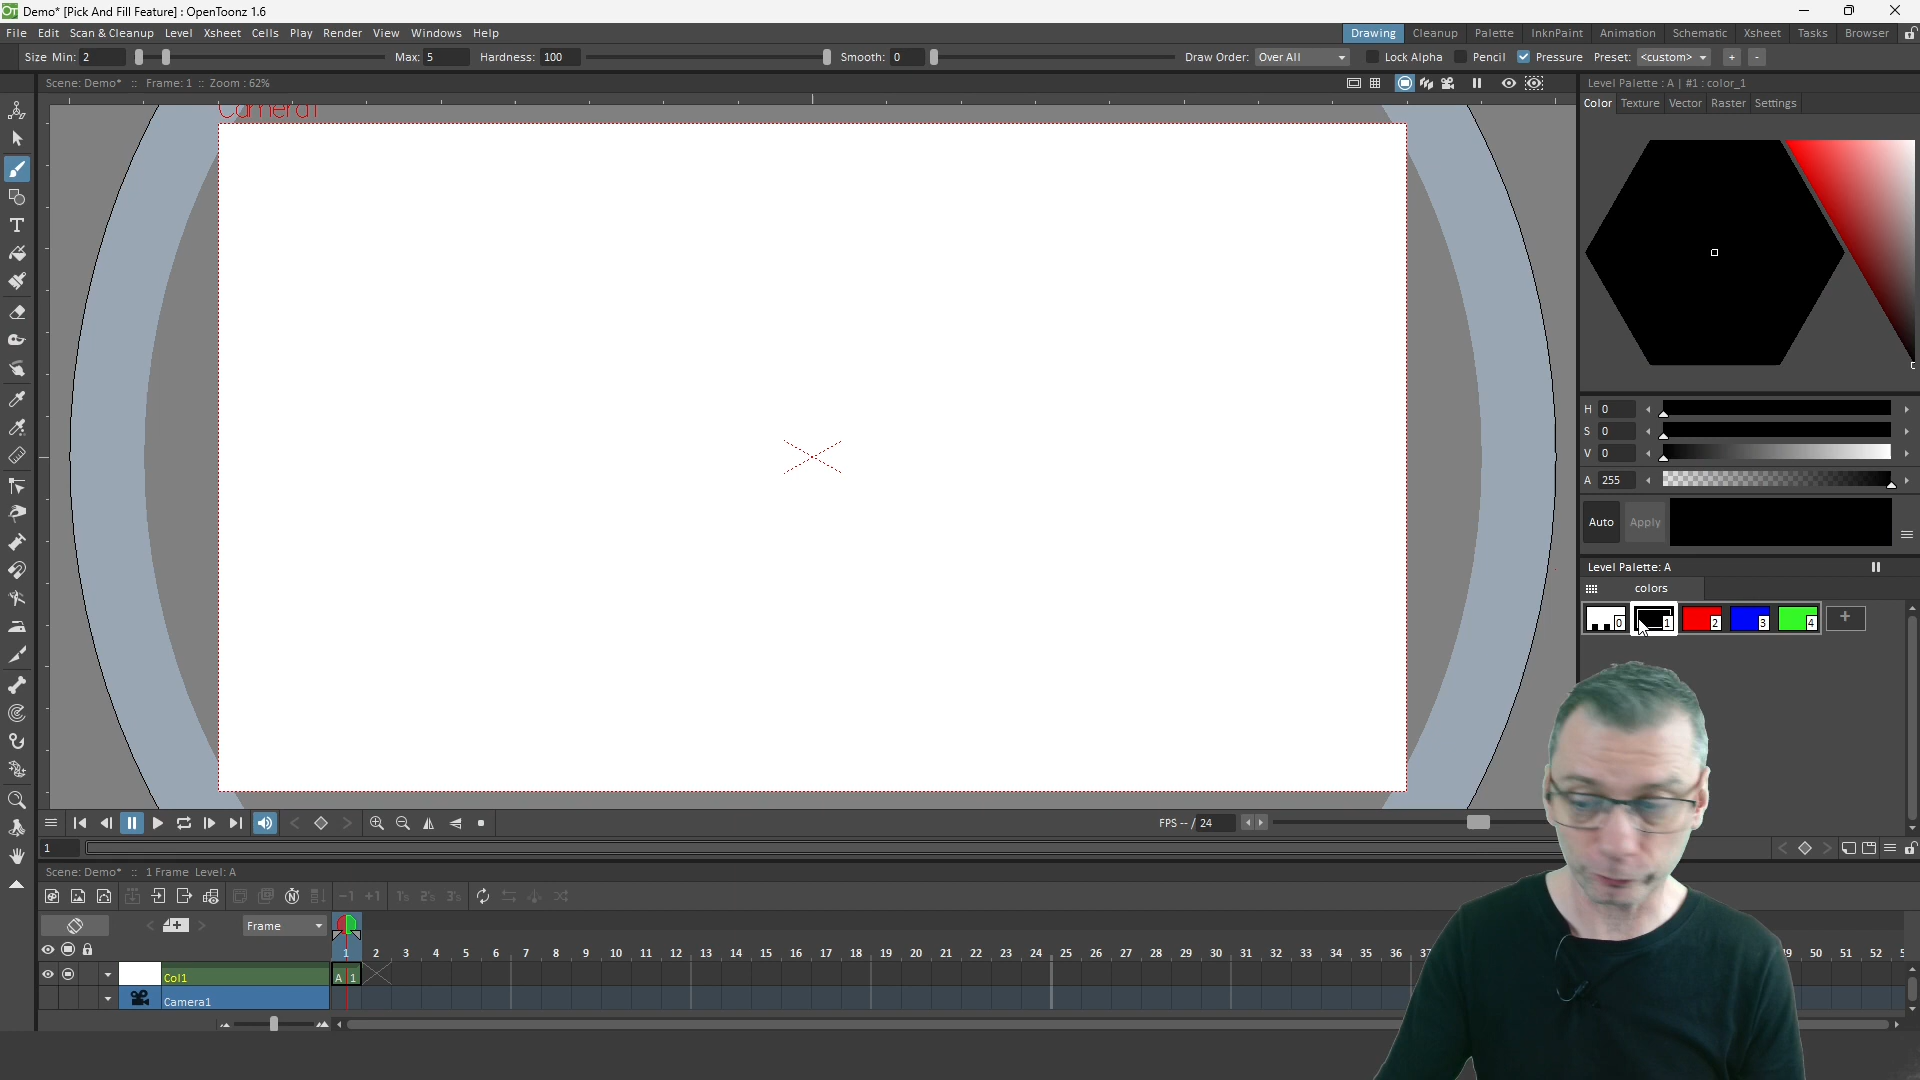 OT Demo* [Pick And Fill Feature] : OpenToonz 1.6
File Edit Scan & Cleanup Level Xsheet Cells Play Render View Windows Help
Drawing Cleanup Palette InknPaint Animation Schematic Xsheet Tasks Browser
Size Min: 2 Max: 5 Hardness: 100 Smooth: 0 Draw Order: Over All Lock Alpha Pencil Pressure Preset: <custom> + -
Scene: Demo* :: Frame: 1 :: Zoom : 62%
Level Palette : A | #1 : color_1
Color Texture Vector Raster Settings
Camera1
H 0
S 0
V 0
A 255
Auto Apply
Level Palette: A
colors
0 1 2 3 4 +
FPS -- / 24
1
Scene: Demo* :: 1 Frame Level: A
-1 +1 1's 2's 3's
Frame
1 2 3 4 5 6 7 8 9 10 11 12 13 14 15 16 17 18 19 20 21 22 23 24 25 26 27 28 29 30 31 32 33 34 35 36 50 51 52
Col1 A 1
Camera1